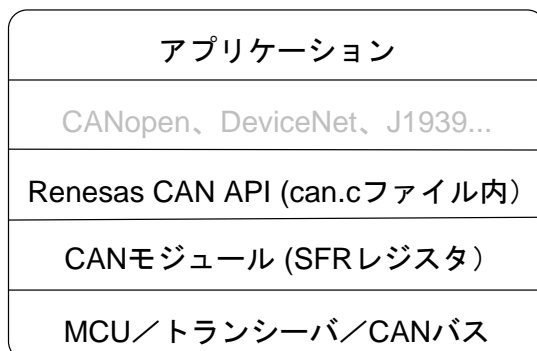 アプリケーション
CANopen、DeviceNet、J1939...
Renesas CAN API (can.cファイル内）
CANモジュール (SFRレジスタ）
MCU／トランシーバ／CANバス